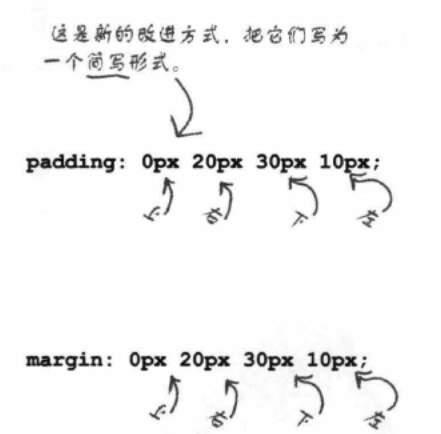 这是新的改进方式，把它们写为
一个简写形式。
padding: 0px 20px 30px 10px;
上 右 下 左
margin: 0px 20px 30px 10px;
上 右 下 左